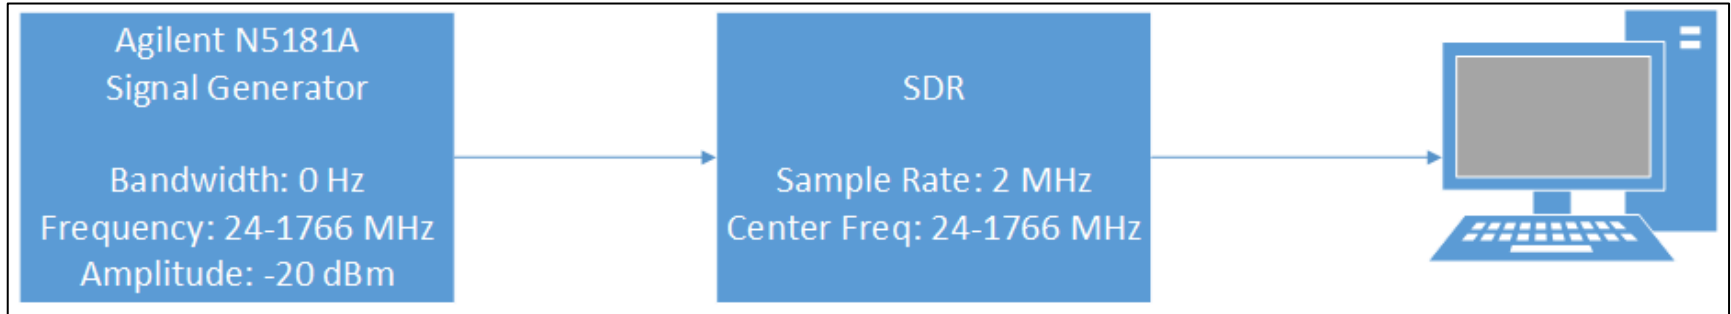 Agilent N5181A
Signal Generator
Bandwidth: 0 Hz
Frequency: 24-1766 MHz
Amplitude: -20 dBm
SDR
Sample Rate: 2 MHz
Center Freq: 24-1766 MHz